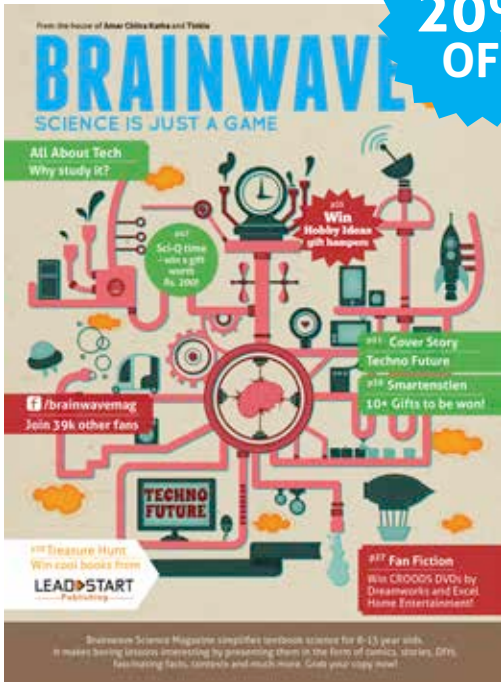 20%
OF
From the house of Amar Chitra Katha and Tinkle
BRAINWAVE
SCIENCE IS JUST A GAME
All About Tech
Why study it?
Win
Hobby Ideas
gift hampers
Sci-Q time
-win a gift
worth
Rs. 200!
Cover Story
Techno Future
Smartenstien
10+ Gifts to be won!
f /brainwavemag
Join 39k other fans
TECHNO
FUTURE
Treasure Hunt
Win cool books from
LEAD START
Publishing
p27 Fan Fiction
Win CROODS DVDs by
Dreamworks and Excel
Home Entertainment!
Brainwave Science Magazine simplifies textbook science for 8-13 year olds.
It makes boring lessons interesting by presenting them in the form of comics, stories, DIYs,
fascinating facts, contests and much more. Grab your copy now!